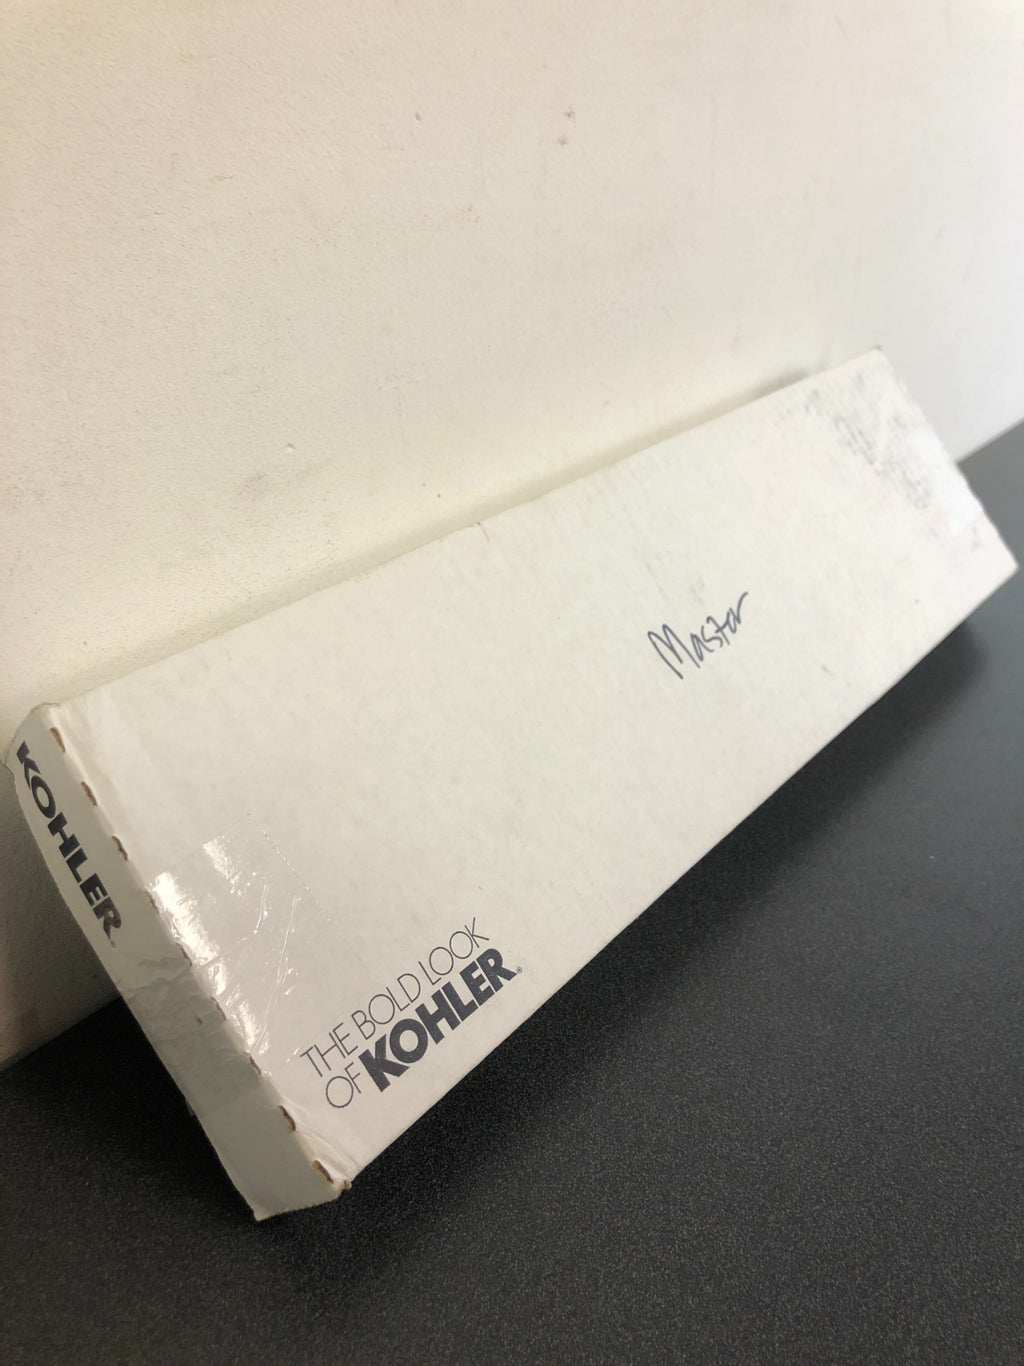 Master
KOHLER
THE BOLD LOOK
OF KOHLER®